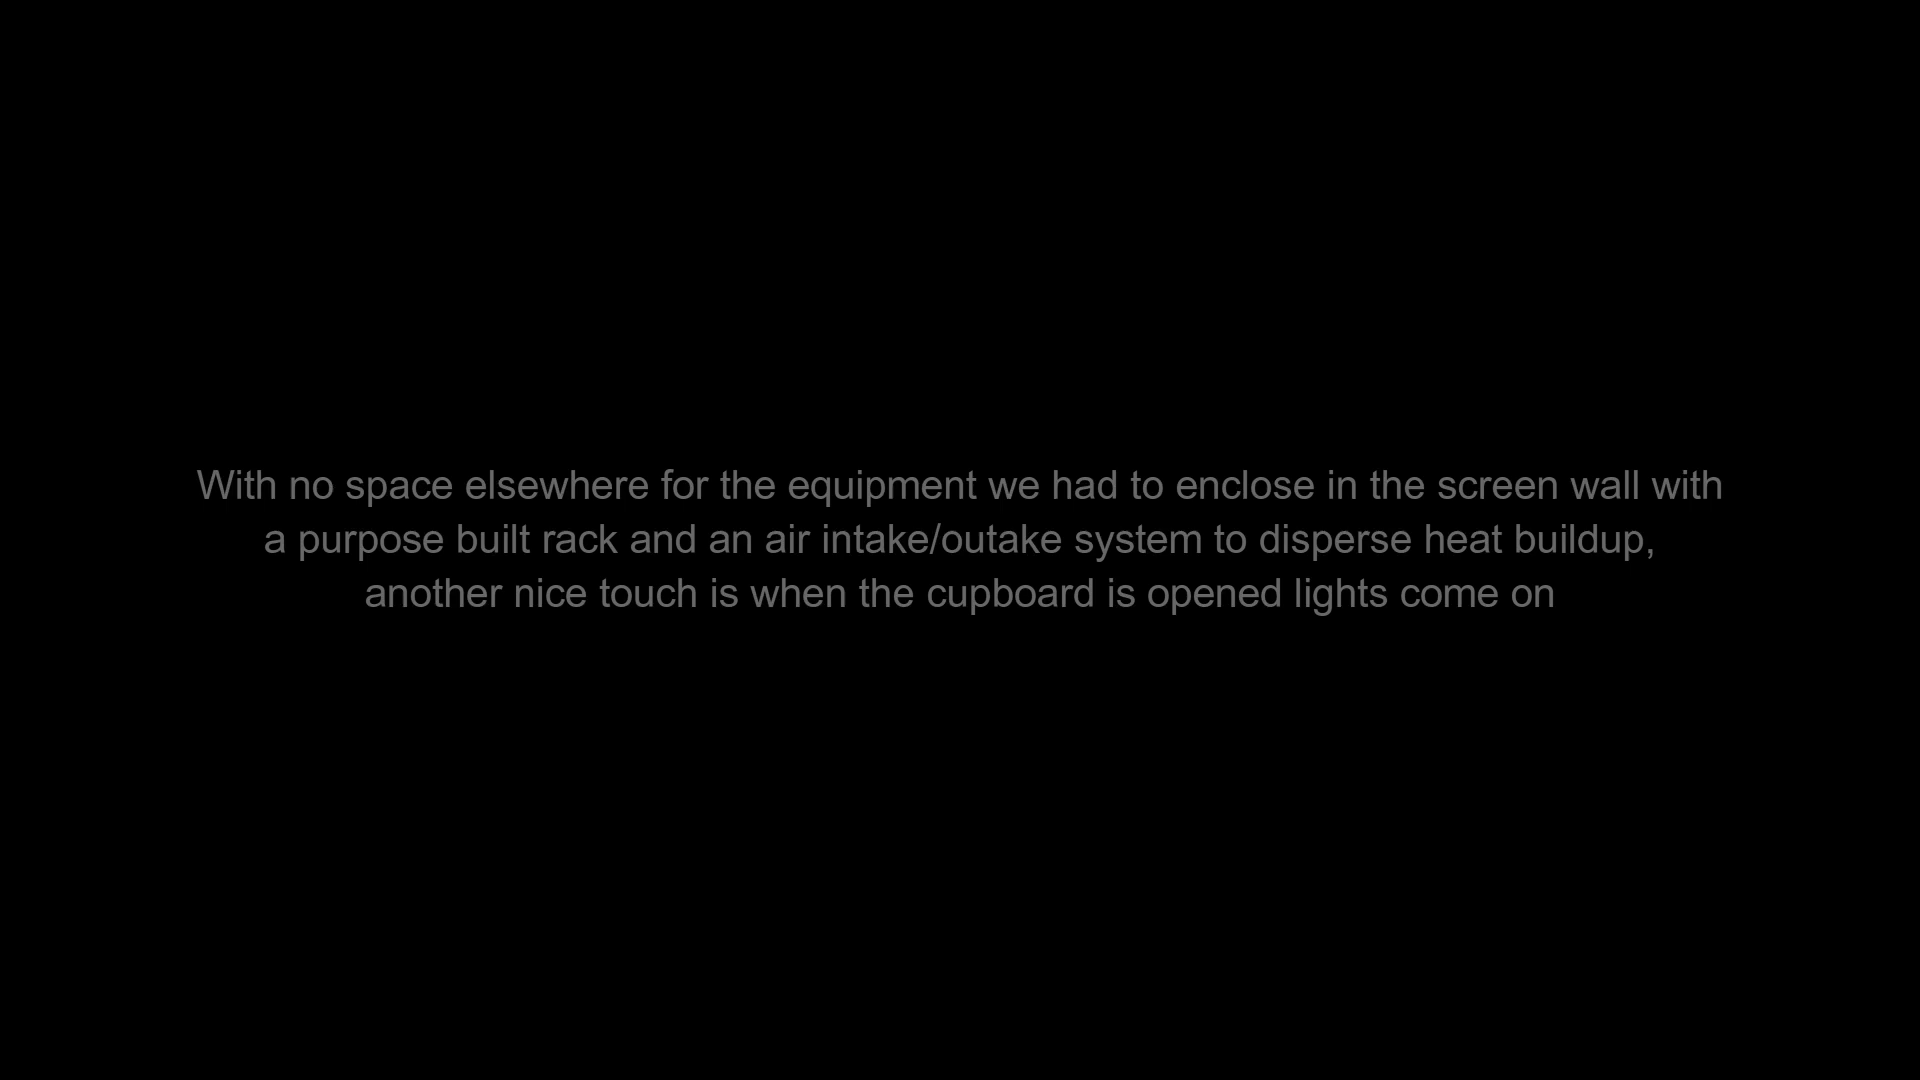 With no space elsewhere for the equipment we had to enclose in the screen wall with
a purpose built rack and an air intake/outake system to disperse heat buildup,
another nice touch is when the cupboard is opened lights come on